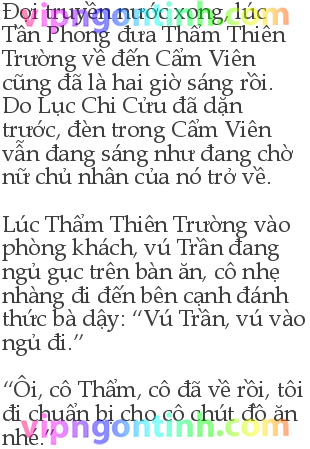 vipngontinh.com
Đợi truyền nước xong, lúc
Tần Phong đưa Thẩm Thiên
Trường về đến Cẩm Viên
cũng đã là hai giờ sáng rồi.
Do Lục Chi Cửu đã dặn
trước, đèn trong Cẩm Viên
vẫn đang sáng như đang chờ
nữ chủ nhân của nó trở về.
Lúc Thẩm Thiên Trường vào
phòng khách, vú Trần đang
ngủ gục trên bàn ăn, cô nhẹ
nhàng đi đến bên cạnh đánh
thức bà dậy: “Vú Trần, vú vào
ngủ đi.”
“Ôi, cô Thẩm, cô đã về rồi, tôi
đi chuẩn bị cho cô chút đồ ăn
nhé.”
vipngontinh.com